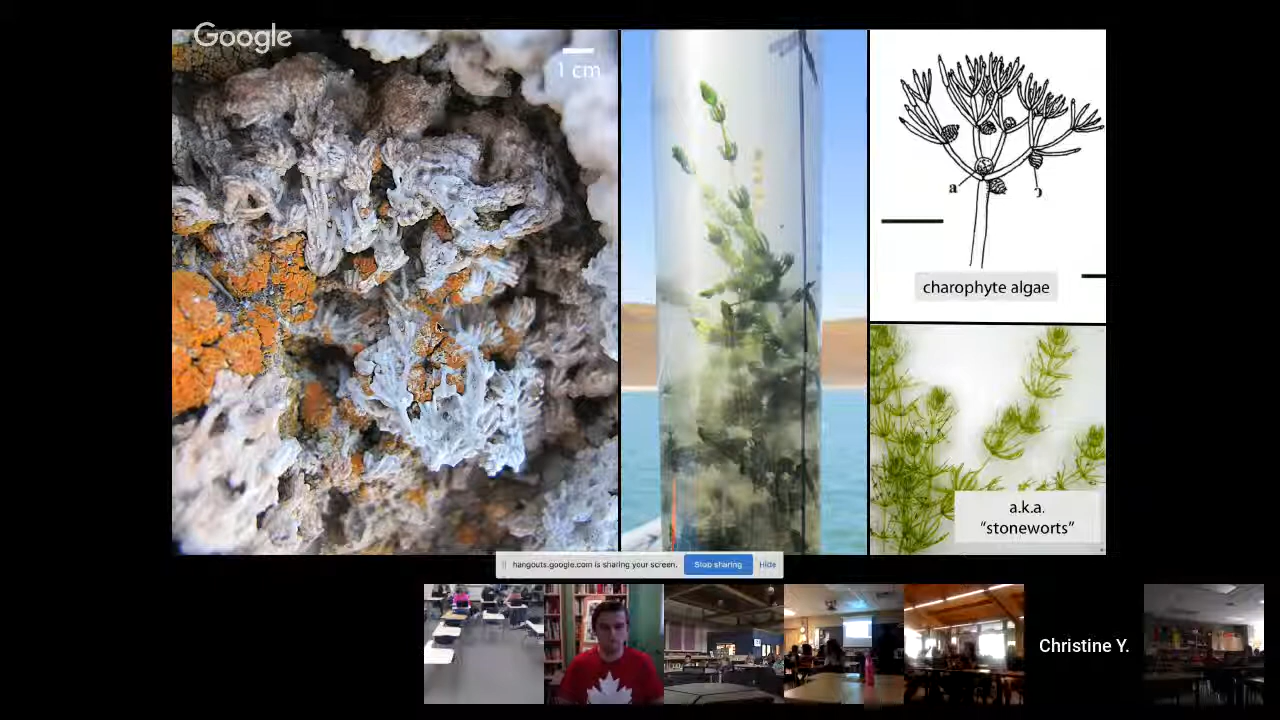 Google
1 cm
a
charophyte algae
a.k.a.
“stoneworts”
hangouts.google.com is sharing your screen.
Stop sharing
Hide
Christine Y.